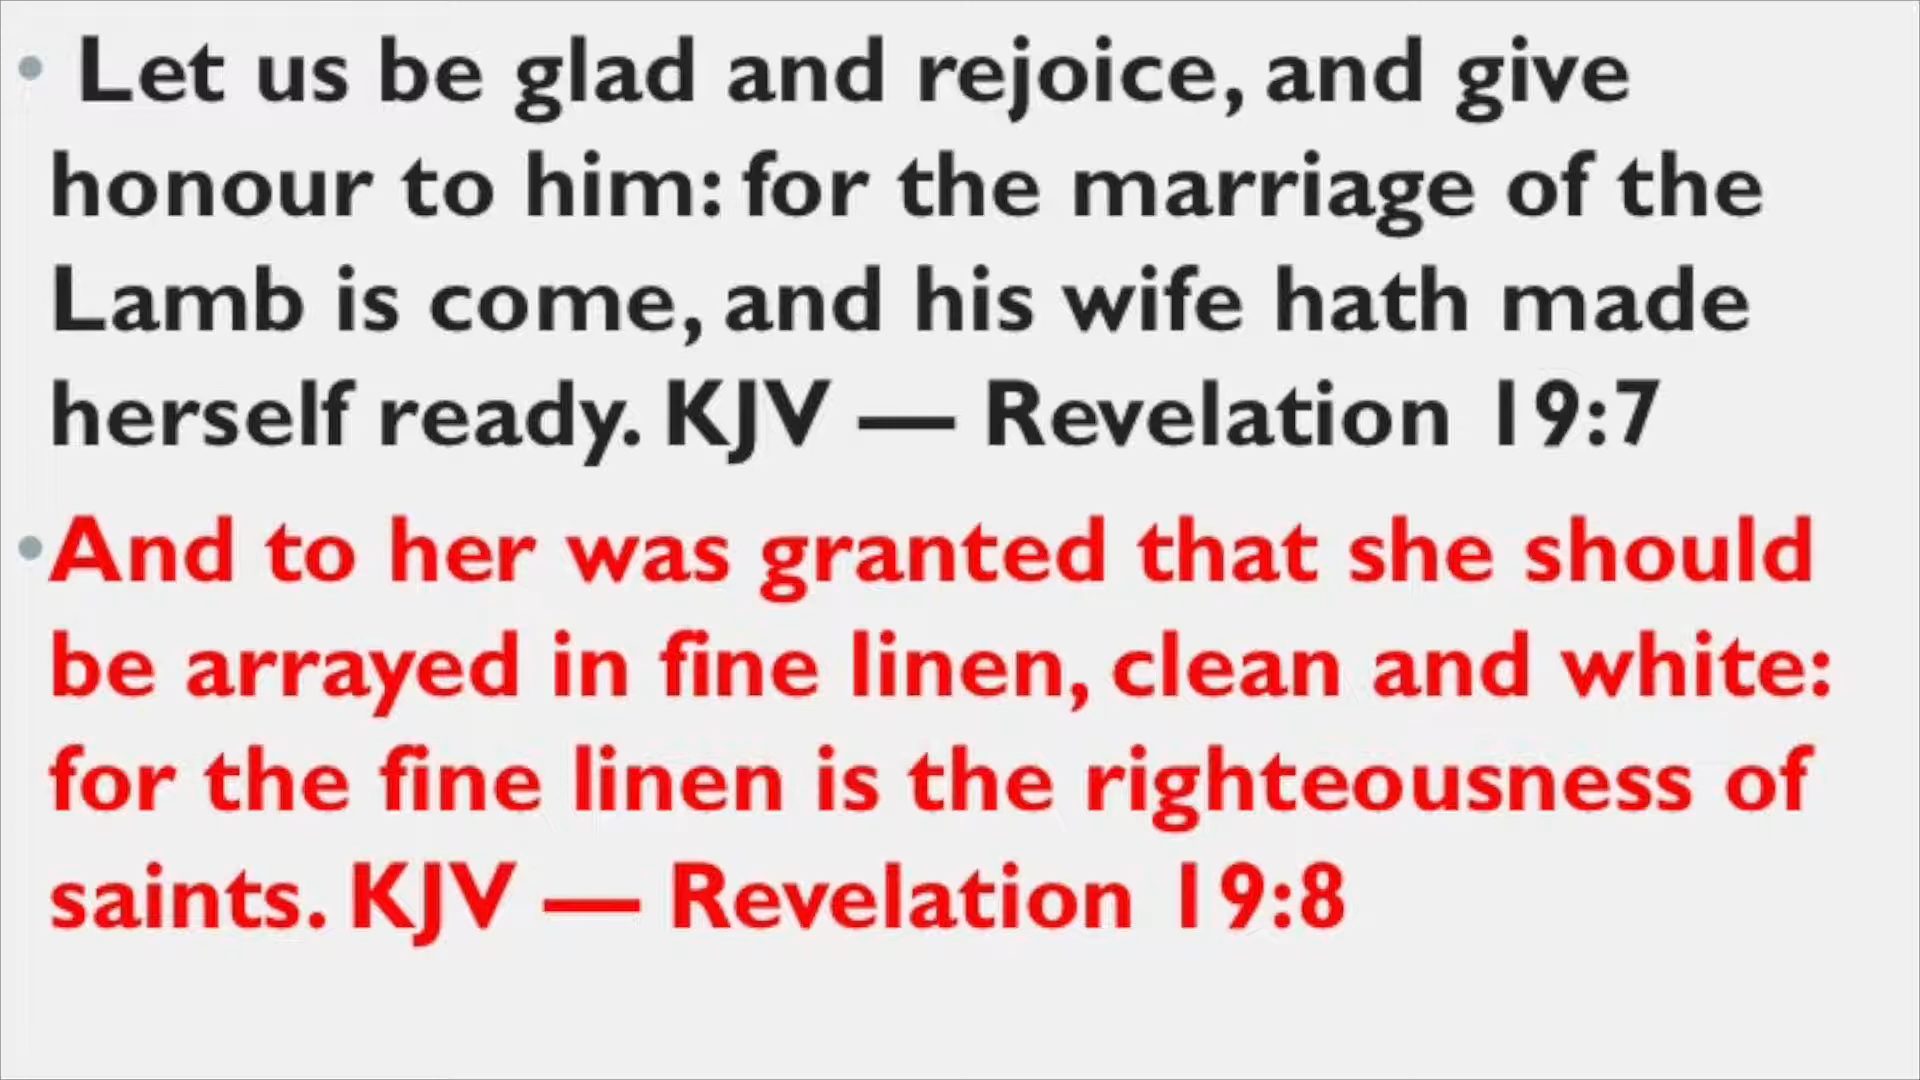 • Let us be glad and rejoice, and give
honour to him: for the marriage of the
Lamb is come, and his wife hath made
herself ready. KJV — Revelation 19:7
• And to her was granted that she should
be arrayed in fine linen, clean and white:
for the fine linen is the righteousness of
saints. KJV — Revelation 19:8